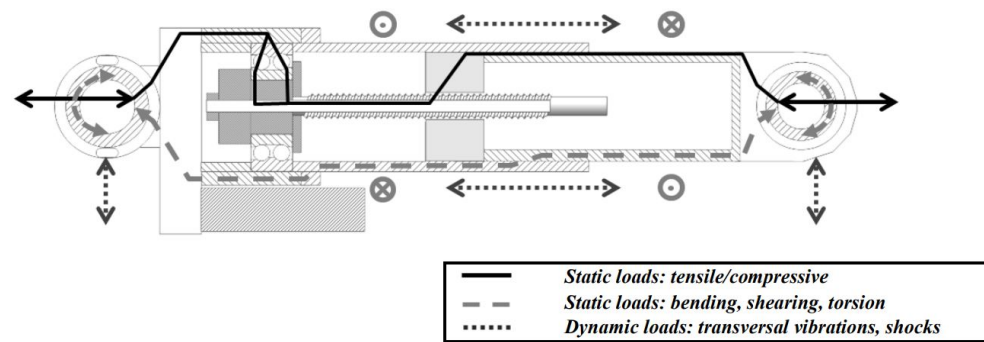 Static loads: tensile/compressive
Static loads: bending, shearing, torsion
Dynamic loads: transversal vibrations, shocks